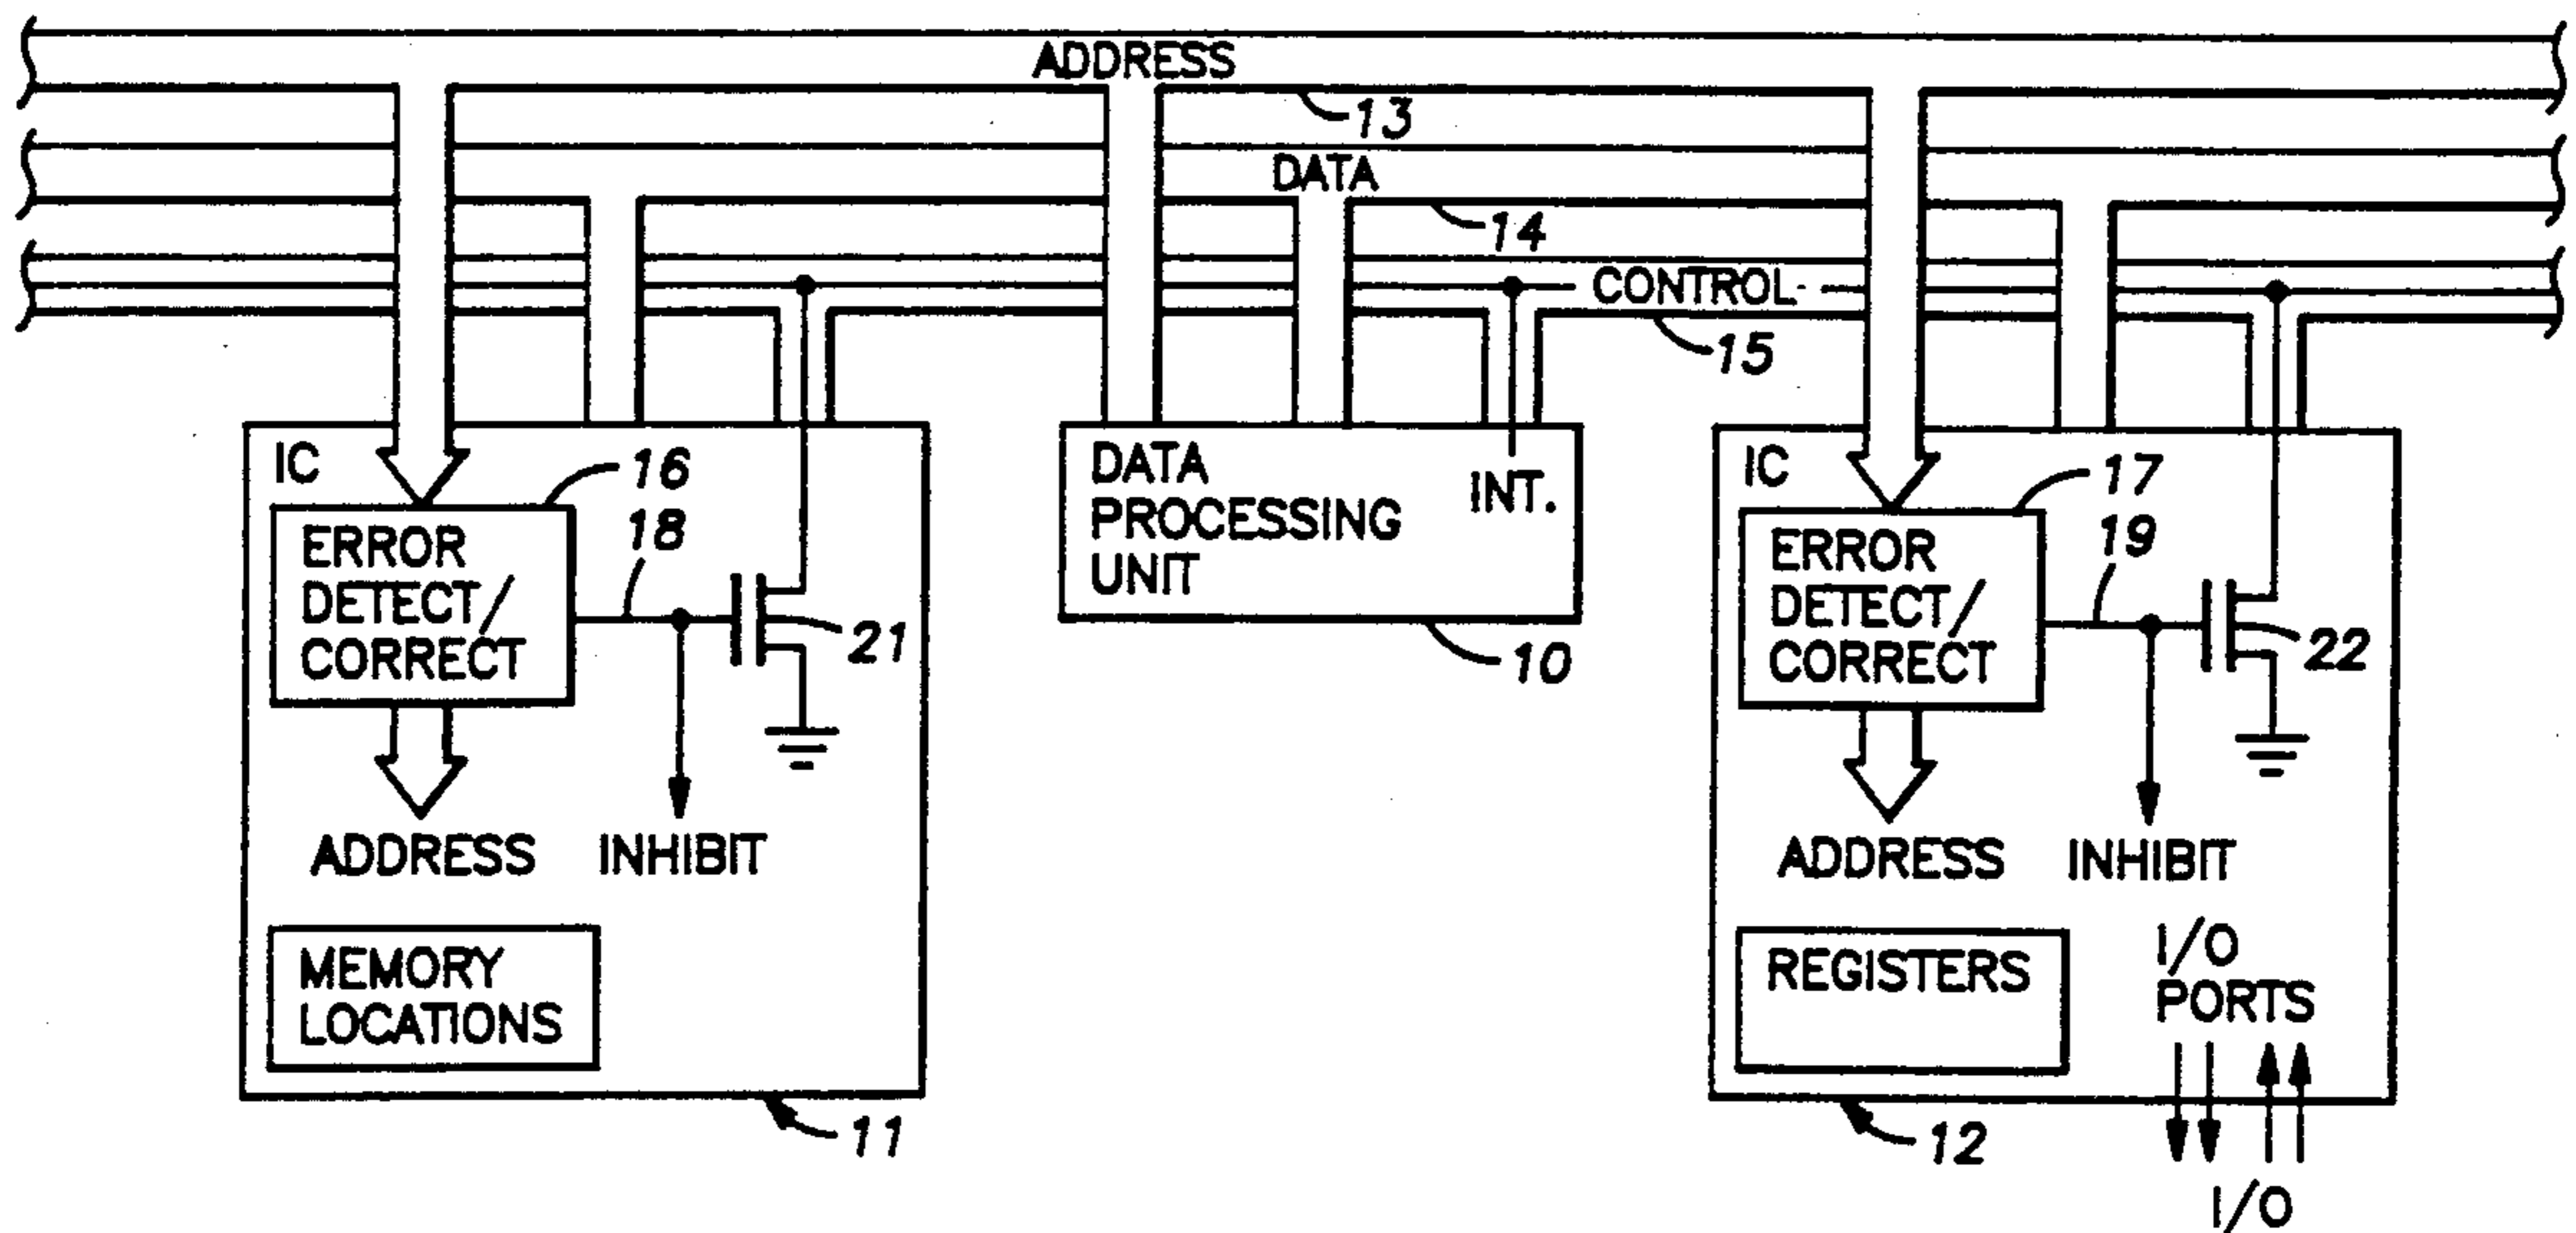 ADDRESS
13
DATA
14
CONTROL
15
IC
16
18
ERROR
DETECT/
CORRECT
21
ADDRESS
INHIBIT
MEMORY
LOCATIONS
11
DATA
PROCESSING
UNIT
INT.
10
IC
17
19
ERROR
DETECT/
CORRECT
22
ADDRESS
INHIBIT
REGISTERS
I/O
PORTS
12
I/O